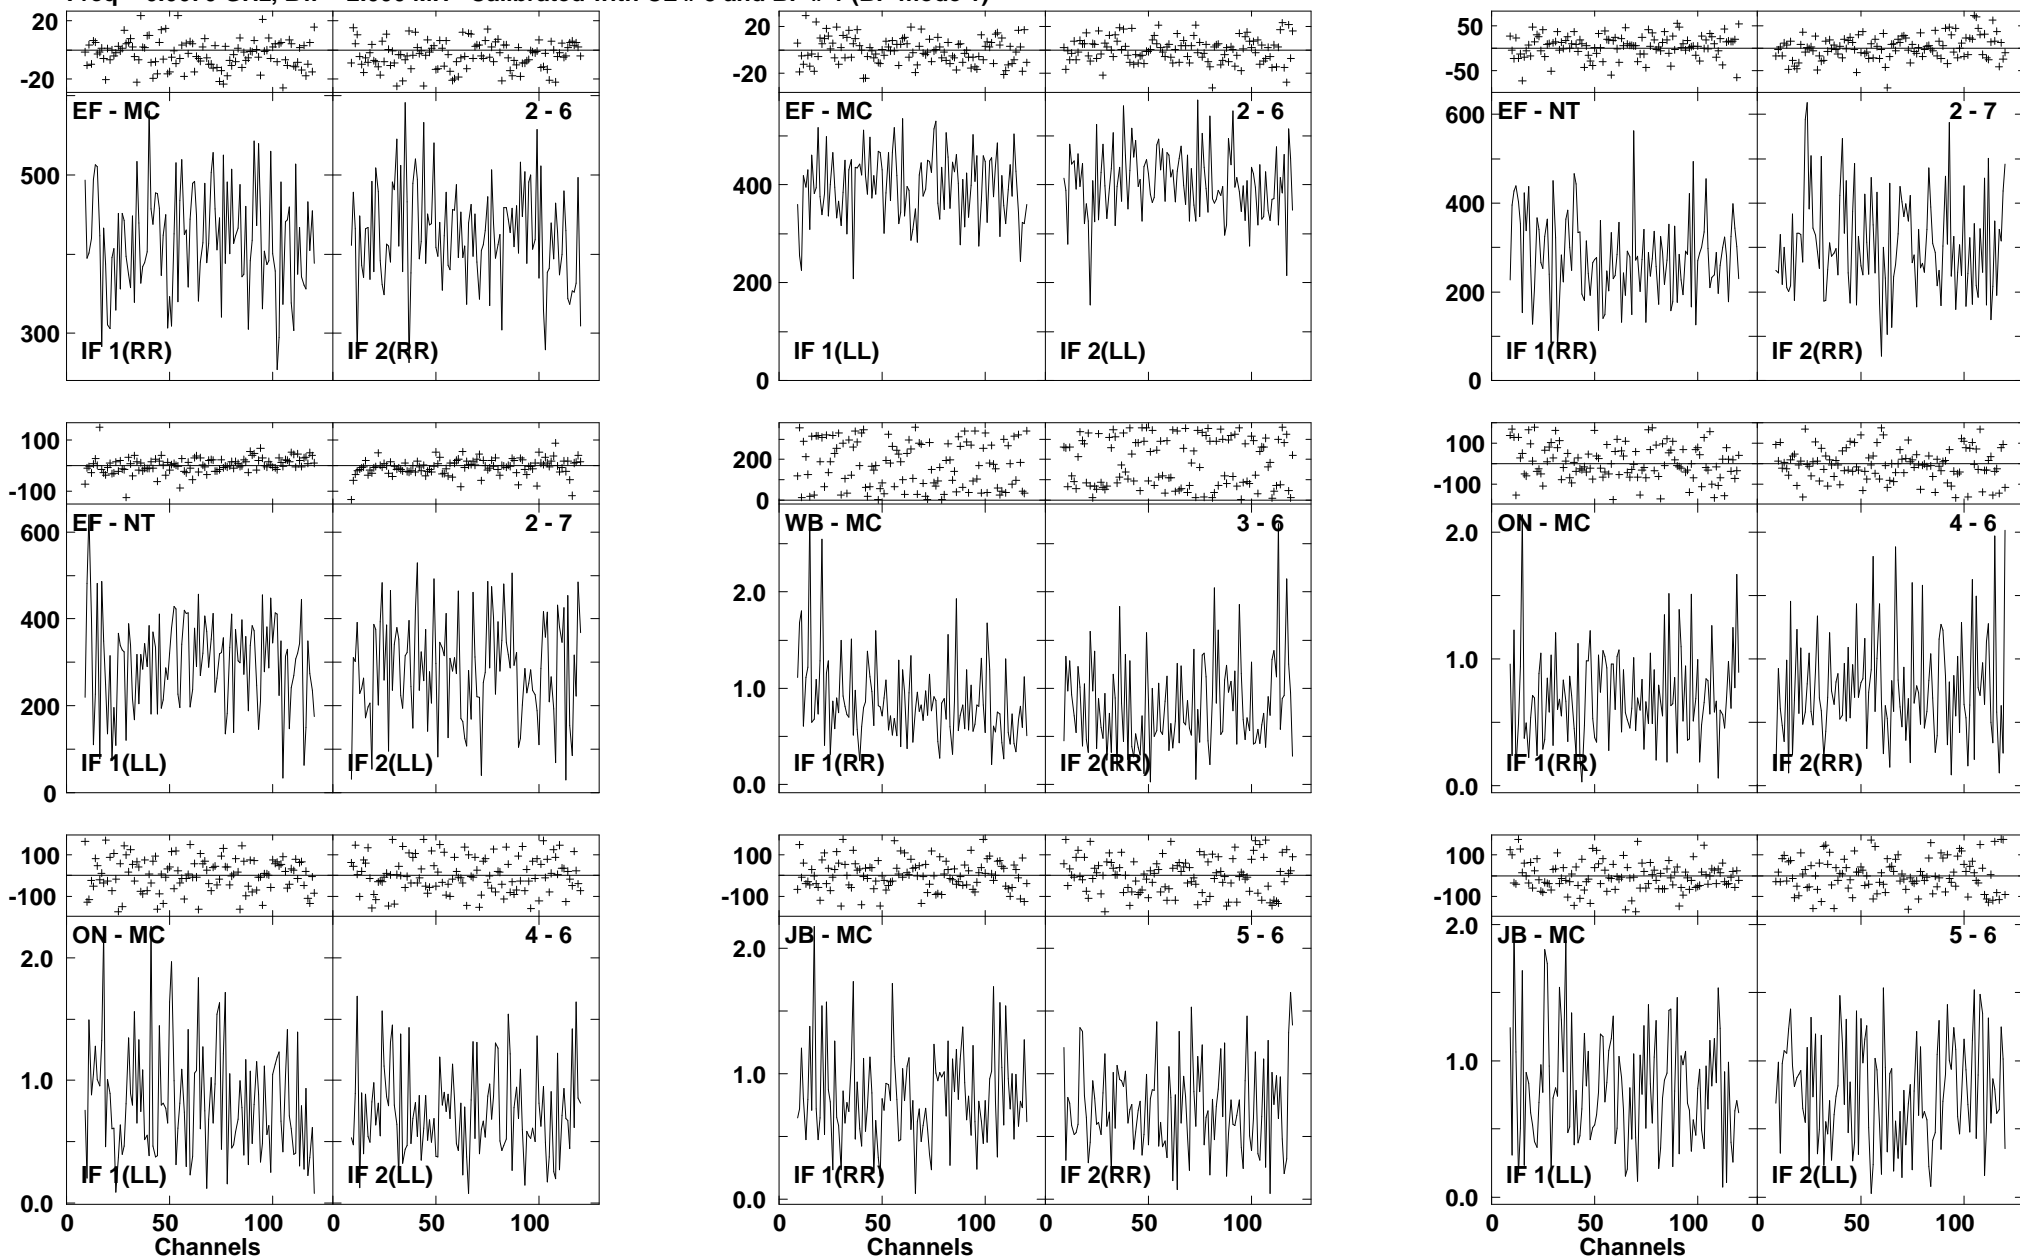 20
-20
EF - MC
2 - 6
500
300
IF 1(RR)
IF 2(RR)
20
-20
EF - MC
2 - 6
400
200
0
IF 1(LL)
IF 2(LL)
50
-50
EF - NT
2 - 7
600
400
200
0
IF 1(RR)
IF 2(RR)
100
-100
EF - NT
2 - 7
600
400
200
0
IF 1(LL)
IF 2(LL)
200
0
WB - MC
3 - 6
2.0
1.0
0.0
IF 1(RR)
IF 2(RR)
100
-100
ON - MC
4 - 6
2.0
1.0
0.0
IF 1(RR)
IF 2(RR)
100
-100
ON - MC
4 - 6
2.0
1.0
0.0
IF 1(LL)
IF 2(LL)
0 50 100 0 50 100
Channels
100
-100
JB - MC
5 - 6
2.0
1.0
0.0
IF 1(RR)
IF 2(RR)
0 50 100 0 50 100
Channels
100
-100
JB - MC
5 - 6
2.0
1.0
0.0
IF 1(LL)
IF 2(LL)
0 50 100 0 50 100
Channels